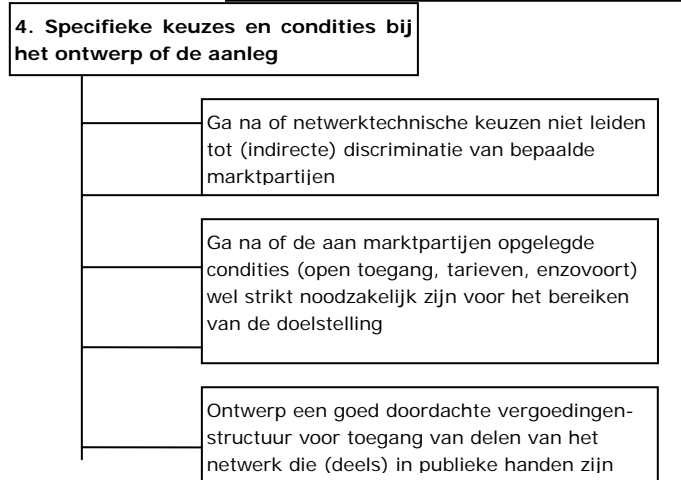 4. Specifieke keuzes en condities bij
het ontwerp of de aanleg
Ga na of netwerktechnische keuzen niet leiden
tot (indirecte) discriminatie van bepaalde
marktpartijen
Ga na of de aan marktpartijen opgelegde
condities (open toegang, tarieven, enzovoort)
wel strikt noodzakelijk zijn voor het bereiken
van de doelstelling
Ontwerp een goed doordachte vergoedingen-
structuur voor toegang van delen van het
netwerk die (deels) in publieke handen zijn